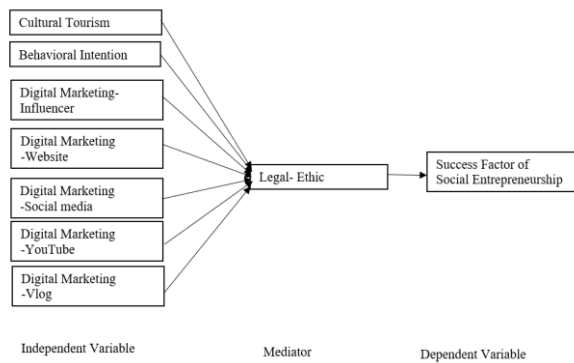 Cultural Tourism
Behavioral Intention
Digital Marketing-
Influencer
Digital Marketing
-Website
Digital Marketing
-Social media
Digital Marketing
-YouTube
Digital Marketing
-Vlog
Legal- Ethic
Success Factor of
Social Entrepreneurship
Independent Variable
Mediator
Dependent Variable